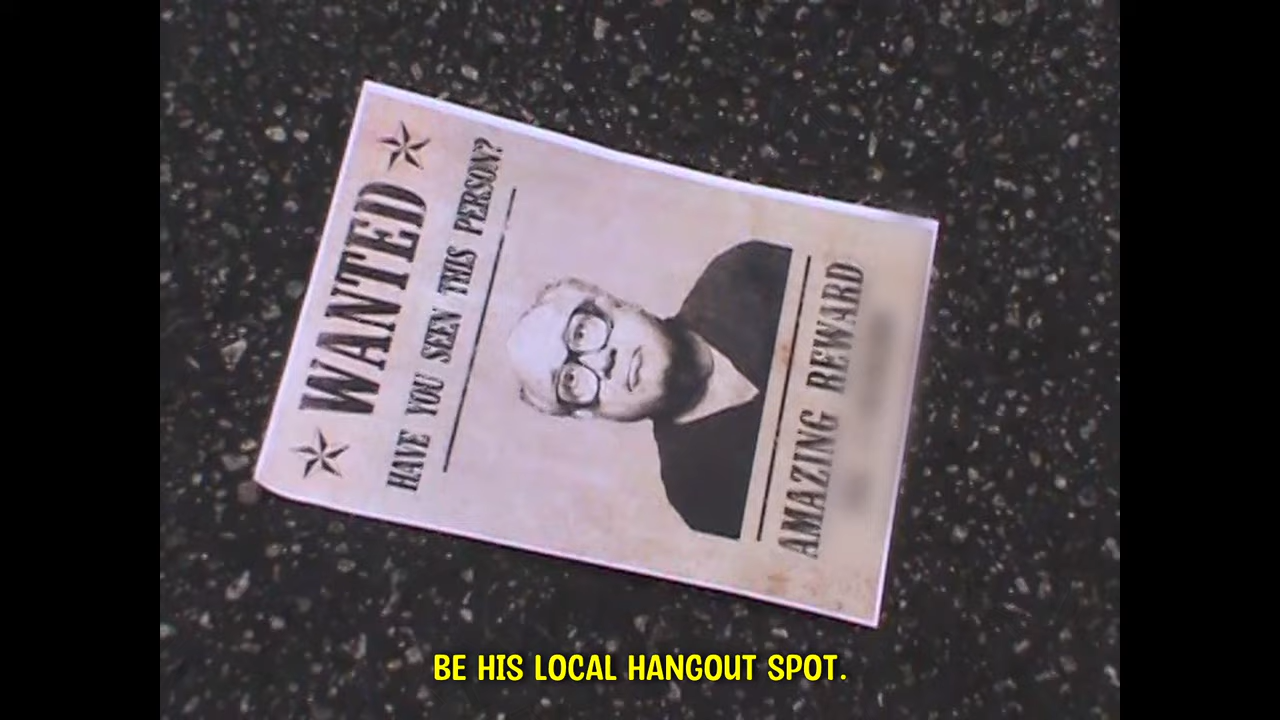 WANTED
HAVE YOU SEEN THIS PERSON?
AMAZING REWARD
BE HIS LOCAL HANGOUT SPOT.